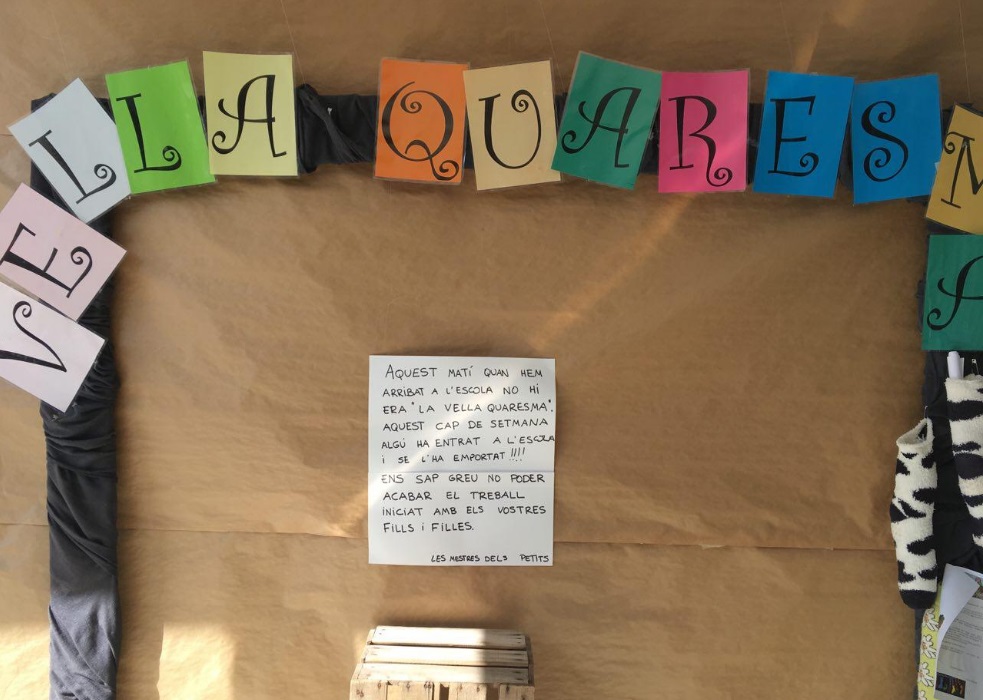 VELLA QUARESMA
AQUEST MATÍ QUAN HEM
ARRIBAT A L'ESCOLA NO HI
ERA "LA VELLA QUARESMA".
AQUEST CAP DE SETMANA
ALGÚ HA ENTRAT A L'ESCOLA
i SE L'HA EMPORTAT !!!!
ENS SAP GREU NO PODER
ACABAR EL TREBALL
INICIAT AMB ELS VOSTRES
FILLS i FILLES.
LES MESTRES DELS PETITS